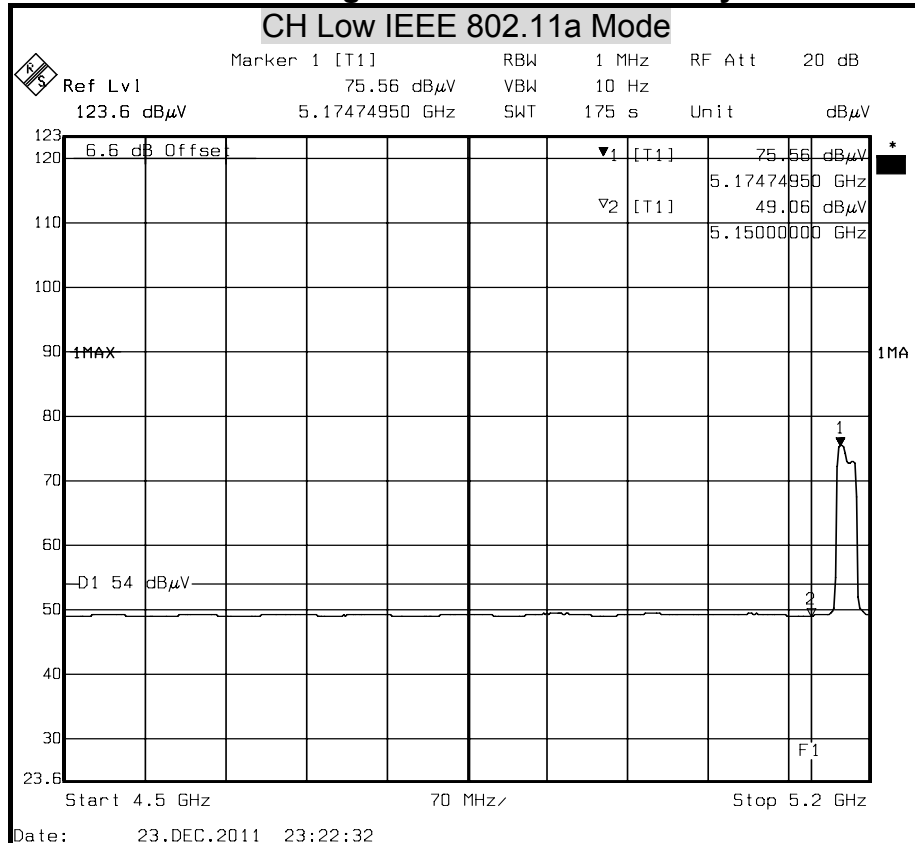 CH Low IEEE 802.11a Mode
R S
Marker 1 [T1] RBW 1 MHz RF Att 20 dB
Ref Lvl 75.56 dBµV VBW 10 Hz
123.6 dBµV 5.17474950 GHz SWT 175 s Unit dBµV
123
120
6.6 dB Offset
▼1 [T1] 75.56 dBµV
5.17474950 GHz
▽2 [T1] 49.06 dBµV
5.15000000 GHz
*
110
100
90
1MAX
1MA
80
1
70
60
D1 54 dBµV
50
2
40
30
F1
23.6
Start 4.5 GHz 70 MHz/ Stop 5.2 GHz
Date: 23.DEC.2011 23:22:32